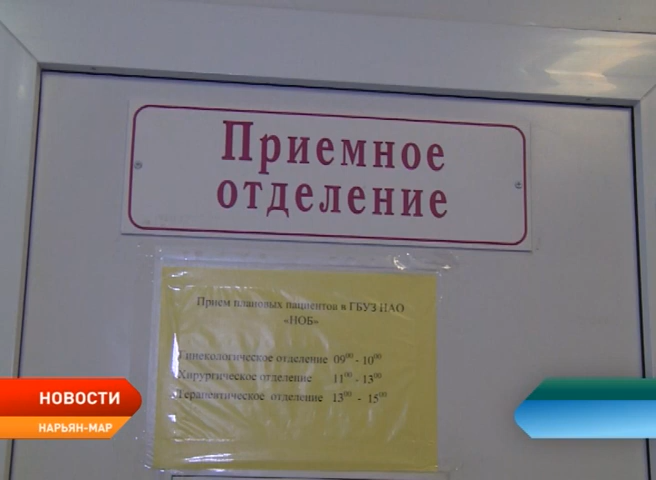 Приемное
отделение
Прием плановых пациентов в ГБУЗ НАО
«НОБ»
Гинекологическое отделение 09⁰⁰ - 10⁰⁰
Хирургическое отделение 11⁰⁰ - 13⁰⁰
Терапевтическое отделение 13⁰⁰ - 15⁰⁰
НОВОСТИ
НАРЬЯН-МАР